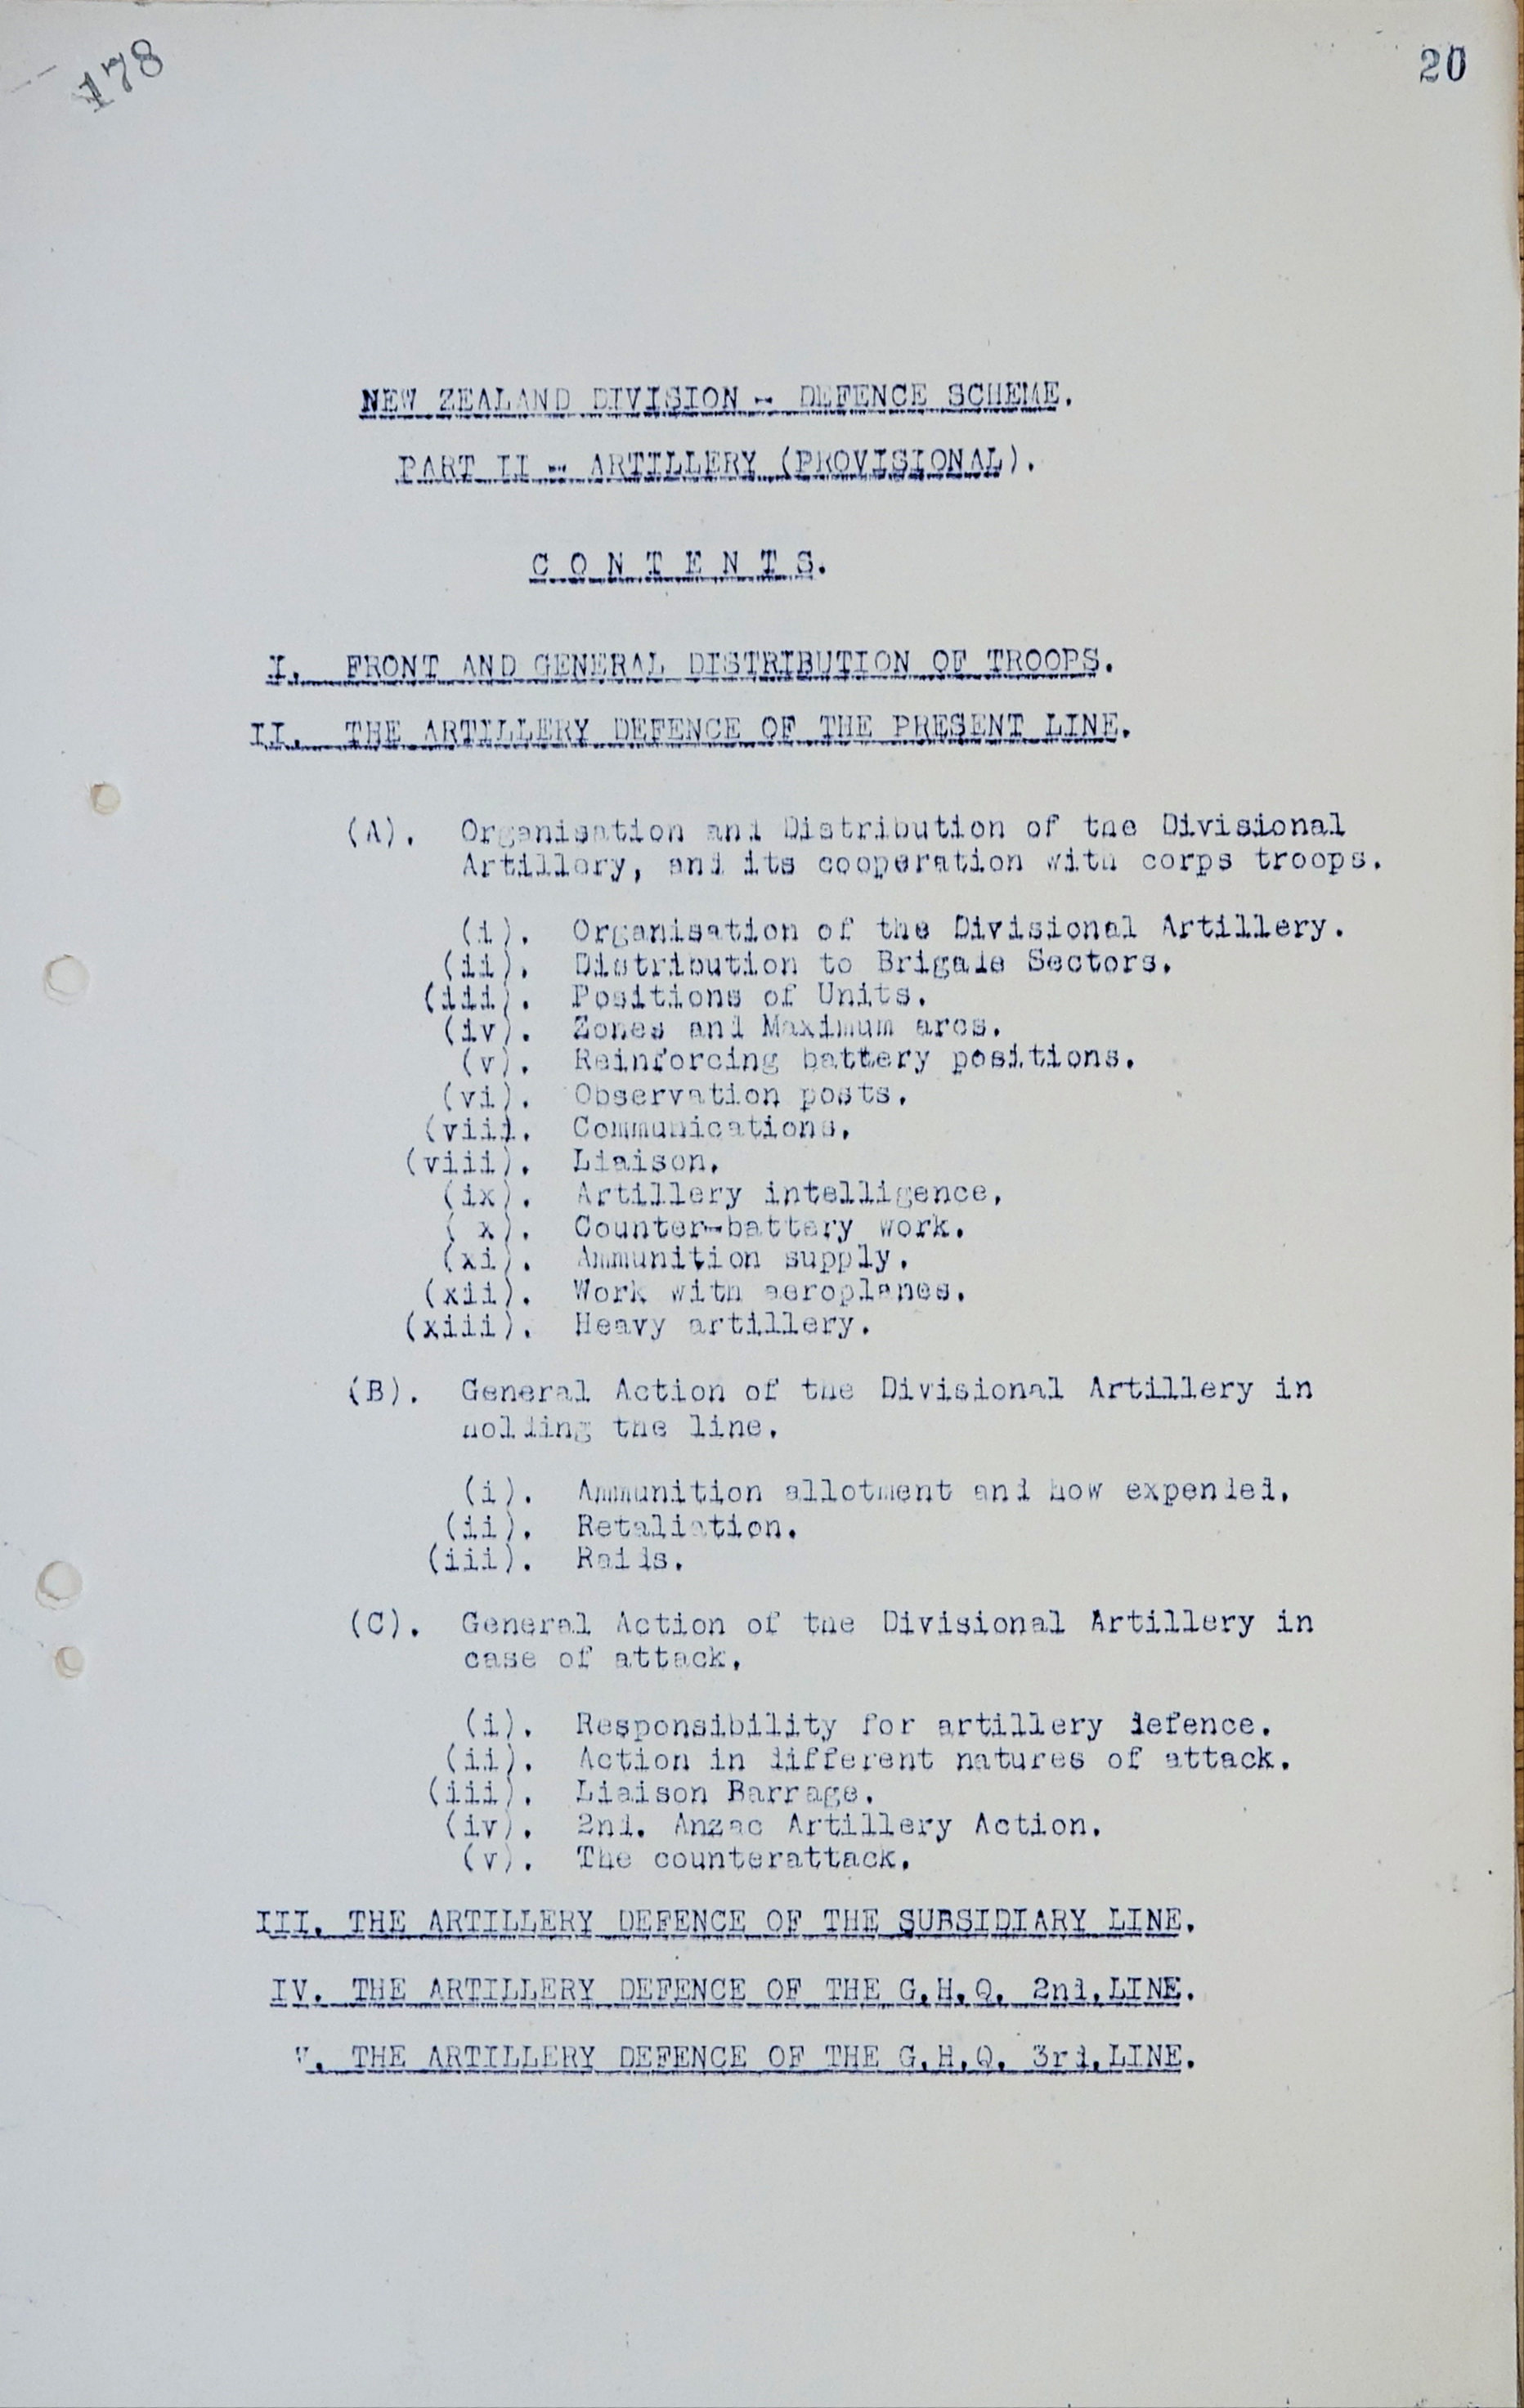 178
20
NEW ZEALAND DIVISION - DEFENCE SCHEME.
PART II - ARTILLERY (PROVISIONAL).
C O N T E N T S.
I. FRONT AND GENERAL DISTRIBUTION OF TROOPS.
II. THE ARTILLERY DEFENCE OF THE PRESENT LINE.
(A). Organisation and Distribution of the Divisional
Artillery, and its cooperation with corps troops.
(i). Organisation of the Divisional Artillery.
(ii). Distribution to Brigade Sectors.
(iii). Positions of Units.
(iv). Zones and Maximum arcs.
(v). Reinforcing battery positions.
(vi). Observation posts.
(viii. Communications.
(viii). Liaison.
(ix). Artillery intelligence.
( x). Counter-battery work.
(xi). Ammunition supply.
(xii). Work with aeroplanes.
(xiii). Heavy artillery.
(B). General Action of the Divisional Artillery in
holding the line.
(i). Ammunition allotment and how expended.
(ii). Retaliation.
(iii). Raids.
(C). General Action of the Divisional Artillery in
case of attack.
(i). Responsibility for artillery defence.
(ii). Action in different natures of attack.
(iii). Liaison Barrage.
(iv). 2nd. Anzac Artillery Action.
(v). The counterattack.
III. THE ARTILLERY DEFENCE OF THE SUBSIDIARY LINE.
IV. THE ARTILLERY DEFENCE OF THE G.H.Q. 2nd.LINE.
V. THE ARTILLERY DEFENCE OF THE G.H.Q. 3rd.LINE.